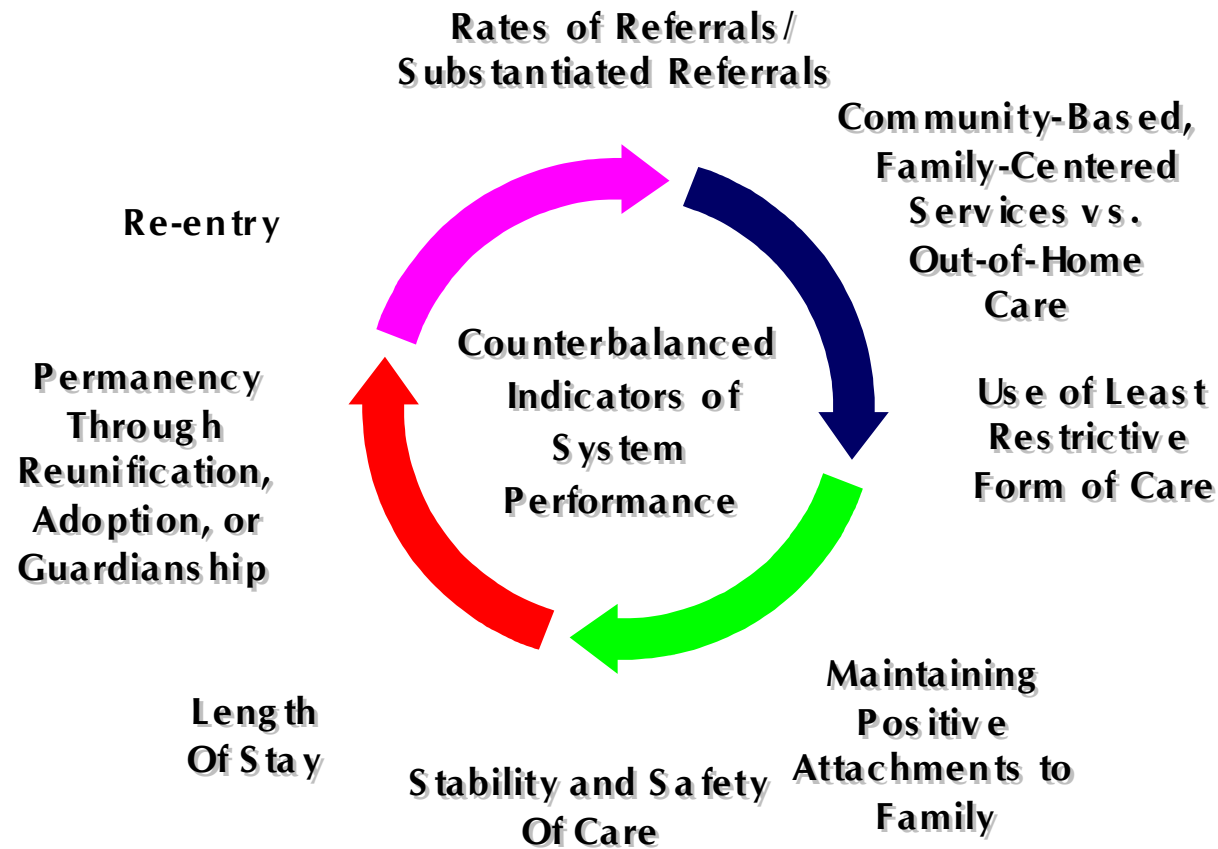 Rates of Referrals/
Substantiated Referrals
Community-Based,
Family-Centered
Services vs.
Out-of-Home
Care
Use of Least
Restrictive
Form of Care
Maintaining
Positive
Attachments to
Family
Stability and Safety
Of Care
Length
Of Stay
Permanency
Through
Reunification,
Adoption, or
Guardianship
Re-entry
Counterbalanced
Indicators of
System
Performance